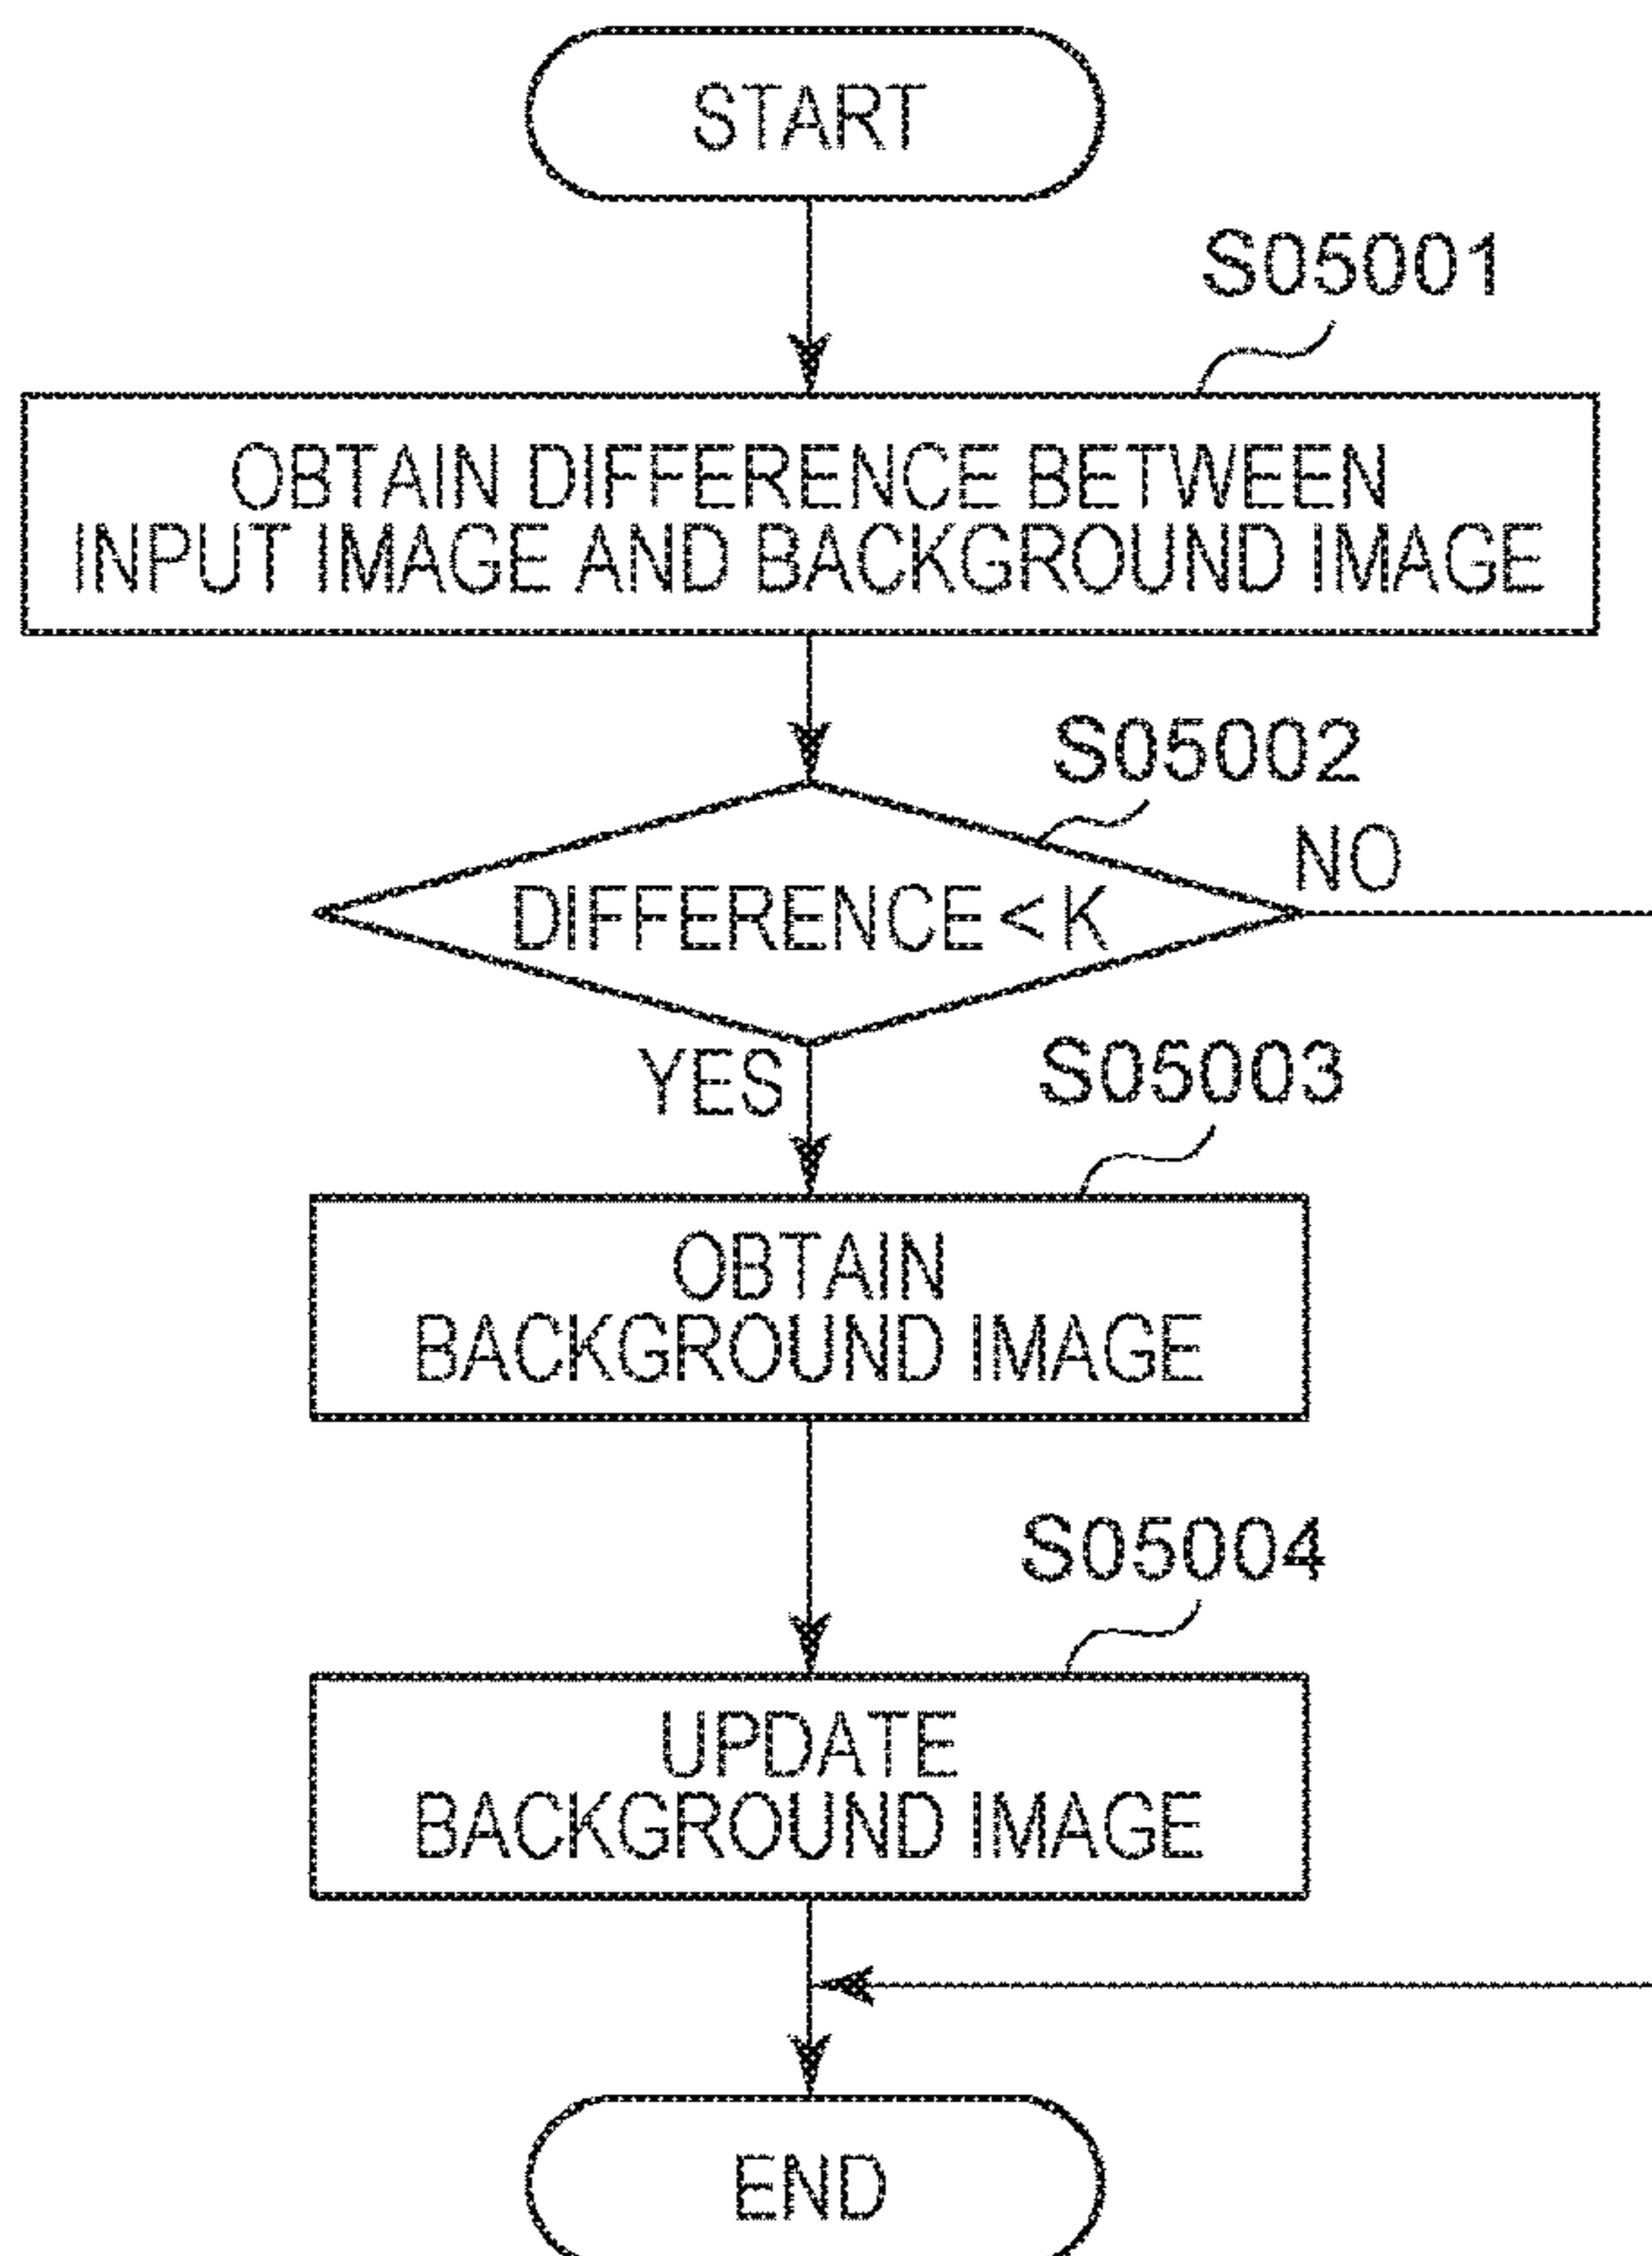 START
S05001
OBTAIN DIFFERENCE BETWEEN
INPUT IMAGE AND BACKGROUND IMAGE
S05002
NO
DIFFERENCE < K
YES
S05003
OBTAIN
BACKGROUND IMAGE
S05004
UPDATE
BACKGROUND IMAGE
END